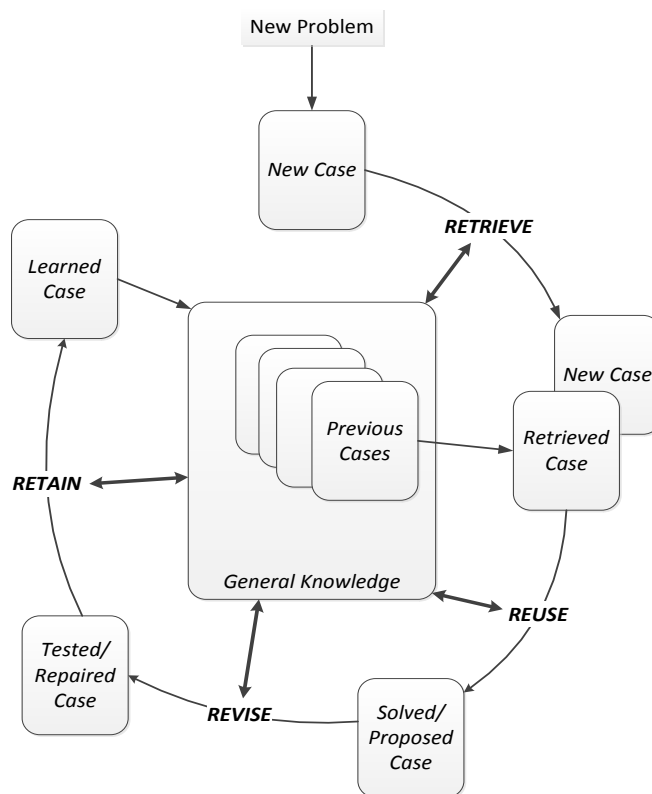 New Problem
New Case
RETRIEVE
Learned
Case
New Case
Previous
Cases
Retrieved
Case
RETAIN
General Knowledge
REUSE
Tested/
Repaired
Case
REVISE
Solved/
Proposed
Case